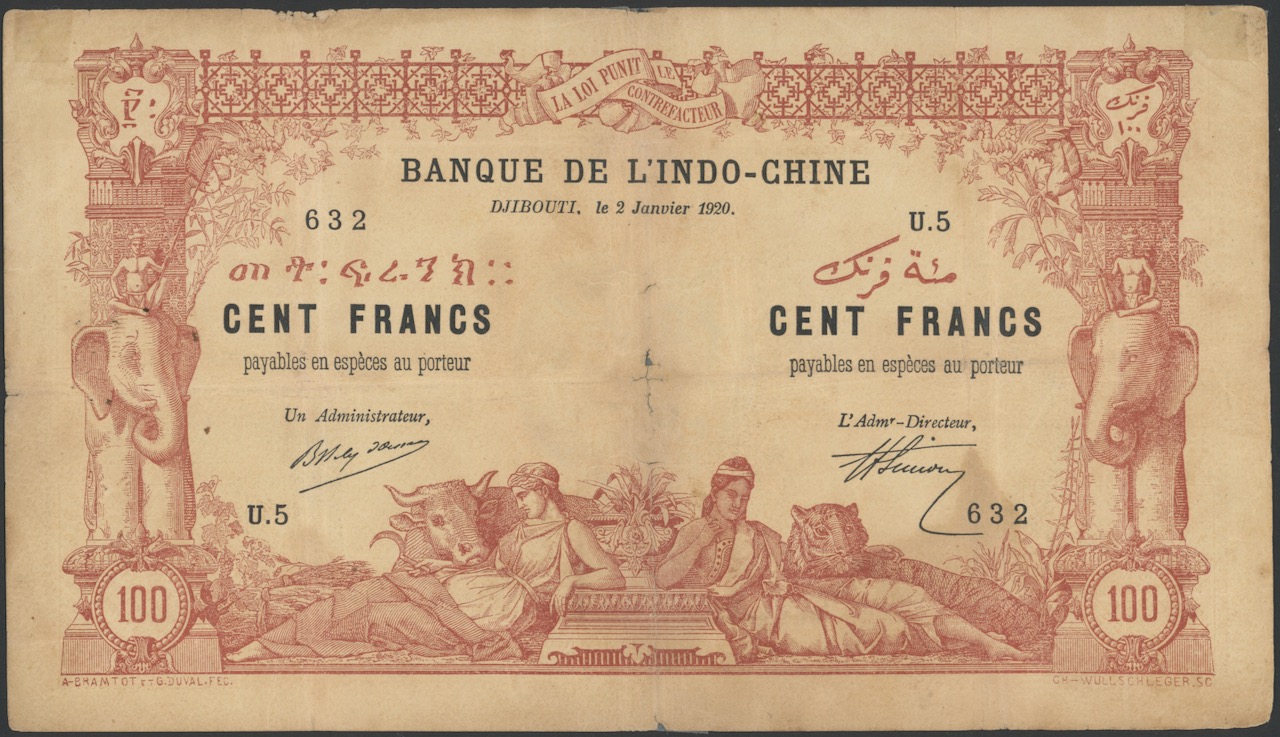 LA LOI PUNIT LE
CONTREFACTEUR
፻፡
فرنك
١٠٠
BANQUE DE L'INDO-CHINE
DJIBOUTI, le 2 Janvier 1920.
632
U.5
መቶ፡ፍራንክ።
مئة فرنك
CENT FRANCS
CENT FRANCS
payables en espèces au porteur
payables en espèces au porteur
Un Administrateur,
L'Admr-Directeur,
U.5
632
100
100
A-BRAMTOT ET G.DUVAL.FEC.
CH-WULLSCHLEGER.SC